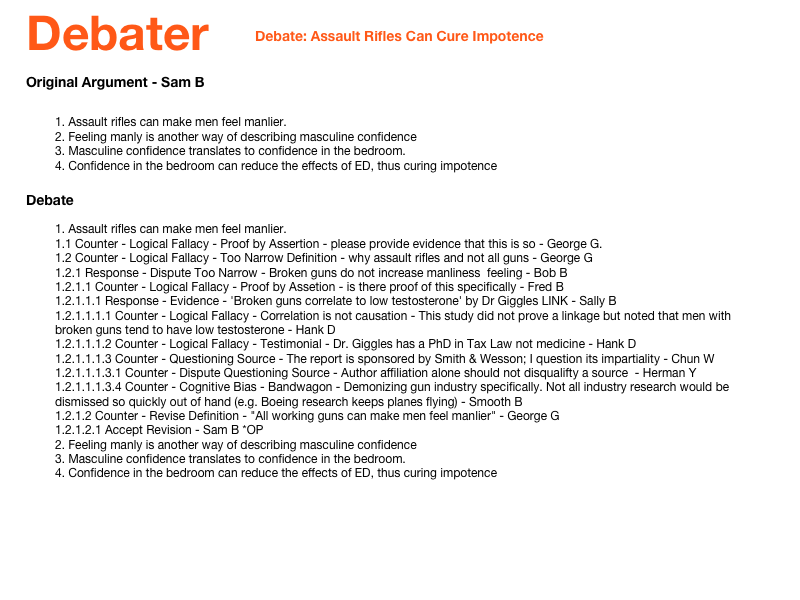 Debater
Debate: Assault Rifles Can Cure Impotence
Original Argument - Sam B
1. Assault rifles can make men feel manlier.
2. Feeling manly is another way of describing masculine confidence
3. Masculine confidence translates to confidence in the bedroom.
4. Confidence in the bedroom can reduce the effects of ED, thus curing impotence
Debate
1. Assault rifles can make men feel manlier.
1.1 Counter - Logical Fallacy - Proof by Assertion - please provide evidence that this is so - George G.
1.2 Counter - Logical Fallacy - Too Narrow Definition - why assault rifles and not all guns - George G
1.2.1 Response - Dispute Too Narrow - Broken guns do not increase manliness  feeling - Bob B
1.2.1.1 Counter - Logical Fallacy - Proof by Assetion - is there proof of this specifically - Fred B
1.2.1.1.1 Response - Evidence - 'Broken guns correlate to low testosterone' by Dr Giggles LINK - Sally B
1.2.1.1.1.1 Counter - Logical Fallacy - Correlation is not causation - This study did not prove a linkage but noted that men with
broken guns tend to have low testosterone - Hank D
1.2.1.1.1.2 Counter - Logical Fallacy - Testimonial - Dr. Giggles has a PhD in Tax Law not medicine - Hank D
1.2.1.1.1.3 Counter - Questioning Source - The report is sponsored by Smith & Wesson; I question its impartiality - Chun W
1.2.1.1.1.3.1 Counter - Dispute Questioning Source - Author affiliation alone should not disqualifty a source  - Herman Y
1.2.1.1.1.3.4 Counter - Cognitive Bias - Bandwagon - Demonizing gun industry specifically. Not all industry research would be
dismissed so quickly out of hand (e.g. Boeing research keeps planes flying) - Smooth B
1.2.1.2 Counter - Revise Definition - "All working guns can make men feel manlier" - George G
1.2.1.2.1 Accept Revision - Sam B *OP
2. Feeling manly is another way of describing masculine confidence
3. Masculine confidence translates to confidence in the bedroom.
4. Confidence in the bedroom can reduce the effects of ED, thus curing impotence